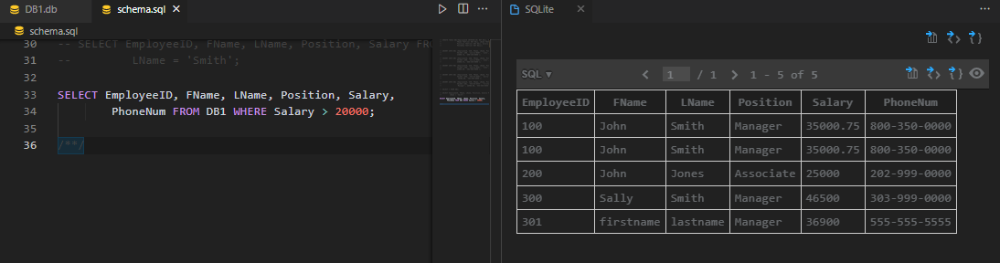 DB1.db schema.sql
SQLite
schema.sql
30 -- SELECT EmployeeID, FName, LName, Position, Salary FRO
31 -- LName = 'Smith';
32
33 SELECT EmployeeID, FName, LName, Position, Salary,
34 PhoneNum FROM DB1 WHERE Salary > 20000;
35
36 /**/
SQL 1 / 1 1 - 5 of 5
EmployeeID FName LName Position Salary PhoneNum
100 John Smith Manager 35000.75 800-350-0000
100 John Smith Manager 35000.75 800-350-0000
200 John Jones Associate 25000 202-999-0000
300 Sally Smith Manager 46500 303-999-0000
301 firstname lastname Manager 36900 555-555-5555